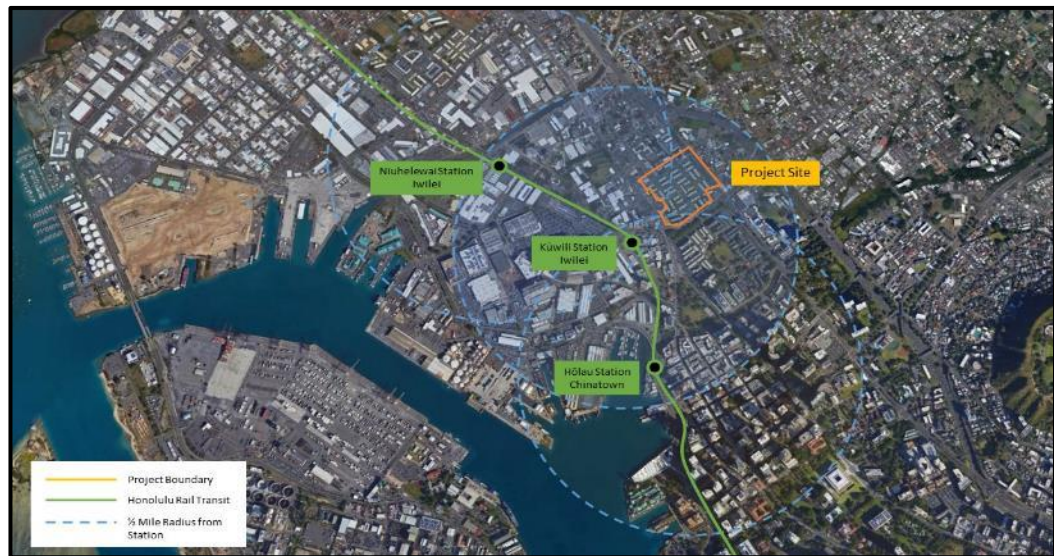 Niuhelewai Station
Iwilei
Project Site
Kūwili Station
Iwilei
Hōlau Station
Chinatown
Project Boundary
Honolulu Rail Transit
½ Mile Radius from
Station